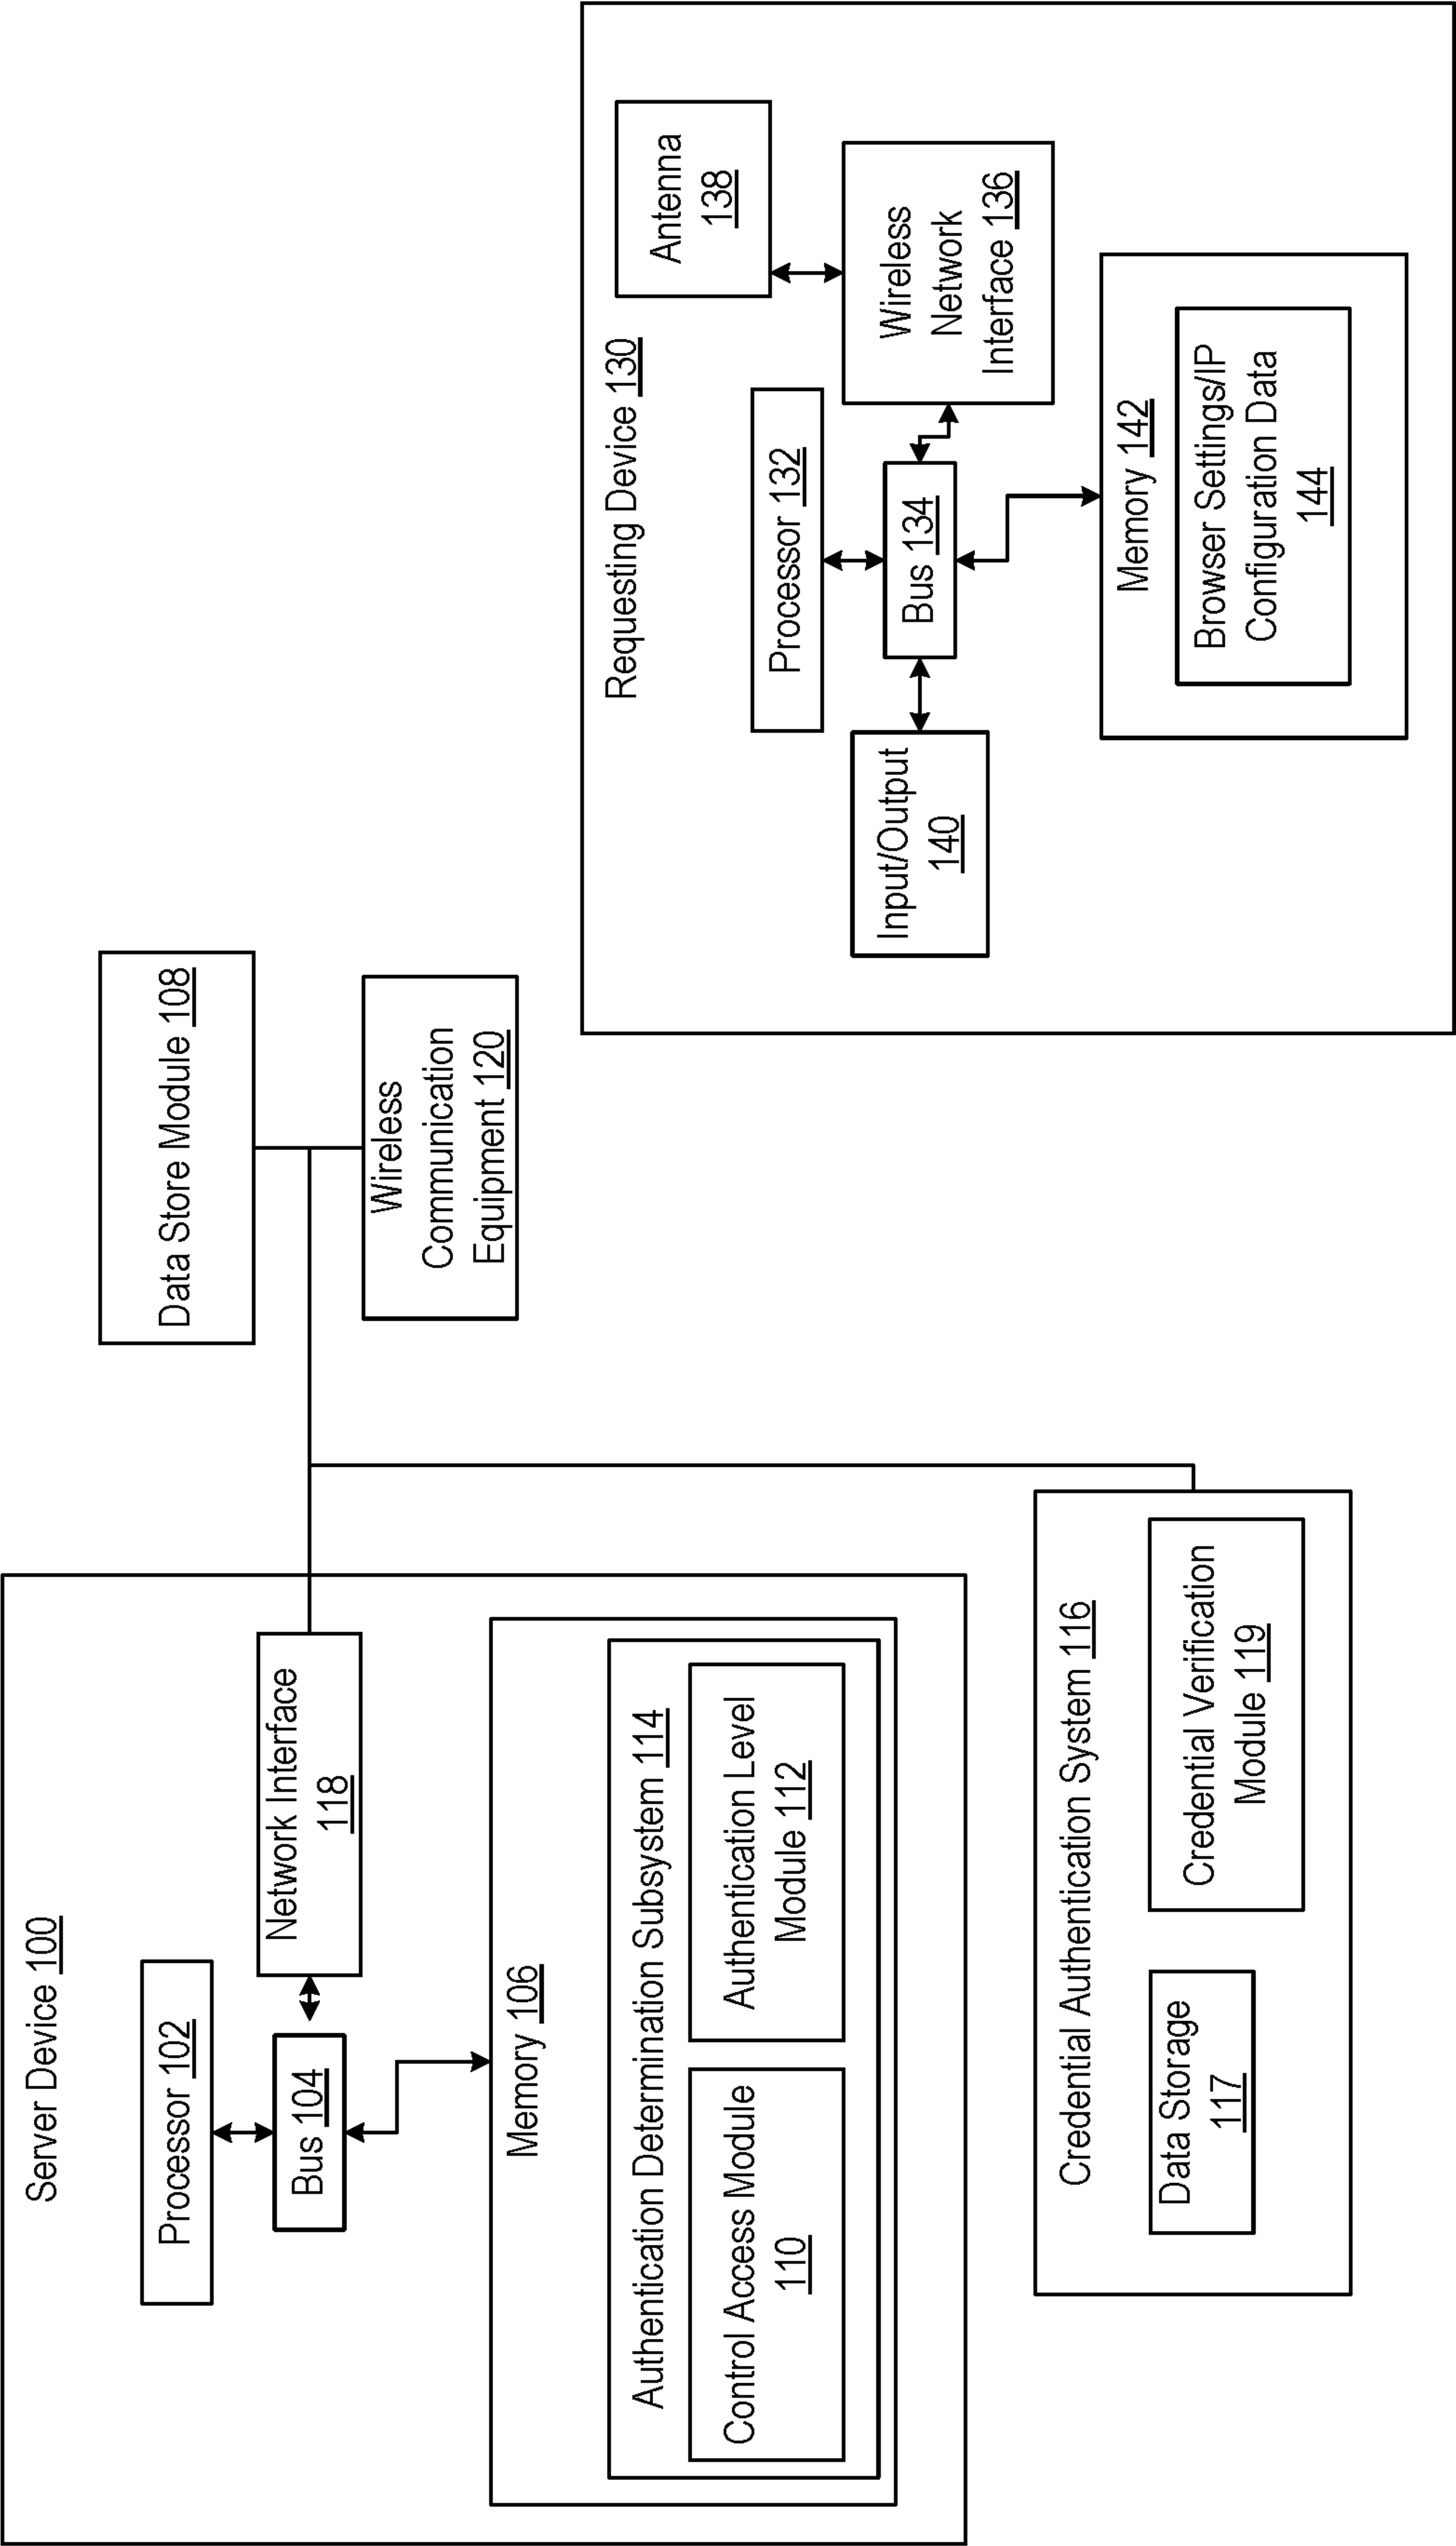 Server Device 100
Processor 102
Bus 104
Network Interface
118
Memory 106
Authentication Determination Subsystem 114
Control Access Module
110
Authentication Level
Module 112
Credential Authentication System 116
Data Storage
117
Credential Verification
Module 119
Data Store Module 108
Wireless
Communication
Equipment 120
Requesting Device 130
Antenna
138
Processor 132
Wireless
Network
Interface 136
Bus 134
Input/Output
140
Memory 142
Browser Settings/IP
Configuration Data
144